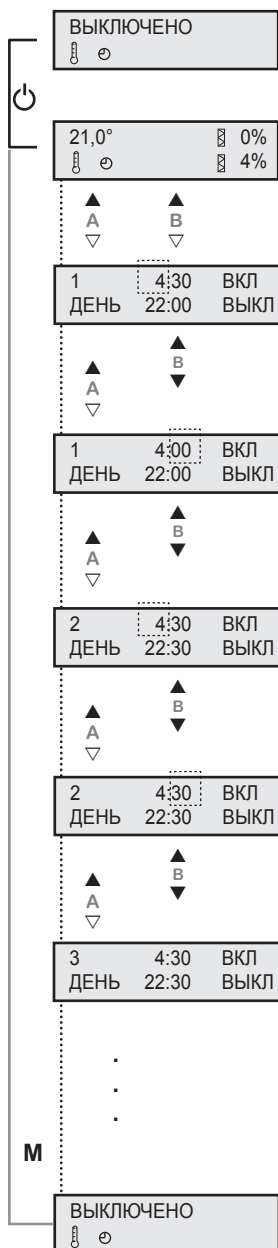 ВЫКЛЮЧЕНО
21,0° 0%
4%
A B
1 4:30 ВКЛ
ДЕНЬ 22:00 ВЫКЛ
B
A
1 4:00 ВКЛ
ДЕНЬ 22:00 ВЫКЛ
B
A
2 4:30 ВКЛ
ДЕНЬ 22:30 ВЫКЛ
B
A
2 4:30 ВКЛ
ДЕНЬ 22:30 ВЫКЛ
B
A
3 4:30 ВКЛ
ДЕНЬ 22:30 ВЫКЛ
.
.
.
M
ВЫКЛЮЧЕНО